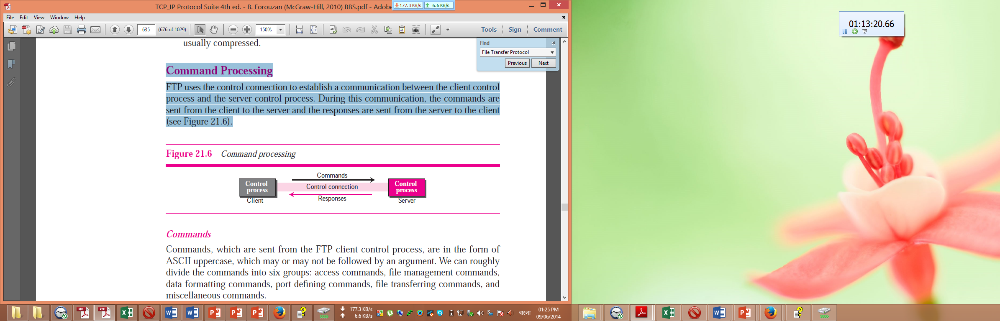 TCP_IP Protocol Suite 4th ed. - B. Forouzan (McGraw-Hill, 2010) BBS.pdf - Adobe
177.3 KB/s 6.6 KB/s
File Edit View Window Help
635 (676 of 1029) 150% Tools Sign Comment
01:13:20.66
usually compressed.
Find
File Transfer Protocol
Previous Next
Command Processing
FTP uses the control connection to establish a communication between the client control
process and the server control process. During this communication, the commands are
sent from the client to the server and the responses are sent from the server to the client
(see Figure 21.6).
Figure 21.6 Command processing
Commands
Control process
Control connection
Control process
Responses
Client
Server
Commands
Commands, which are sent from the FTP client control process, are in the form of
ASCII uppercase, which may or may not be followed by an argument. We can roughly
divide the commands into six groups: access commands, file management commands,
data formatting commands, port defining commands, file transferring commands, and
miscellaneous commands.
177.3 KB/s
6.6 KB/s
বাংলা
01:25 PM
09/06/2014